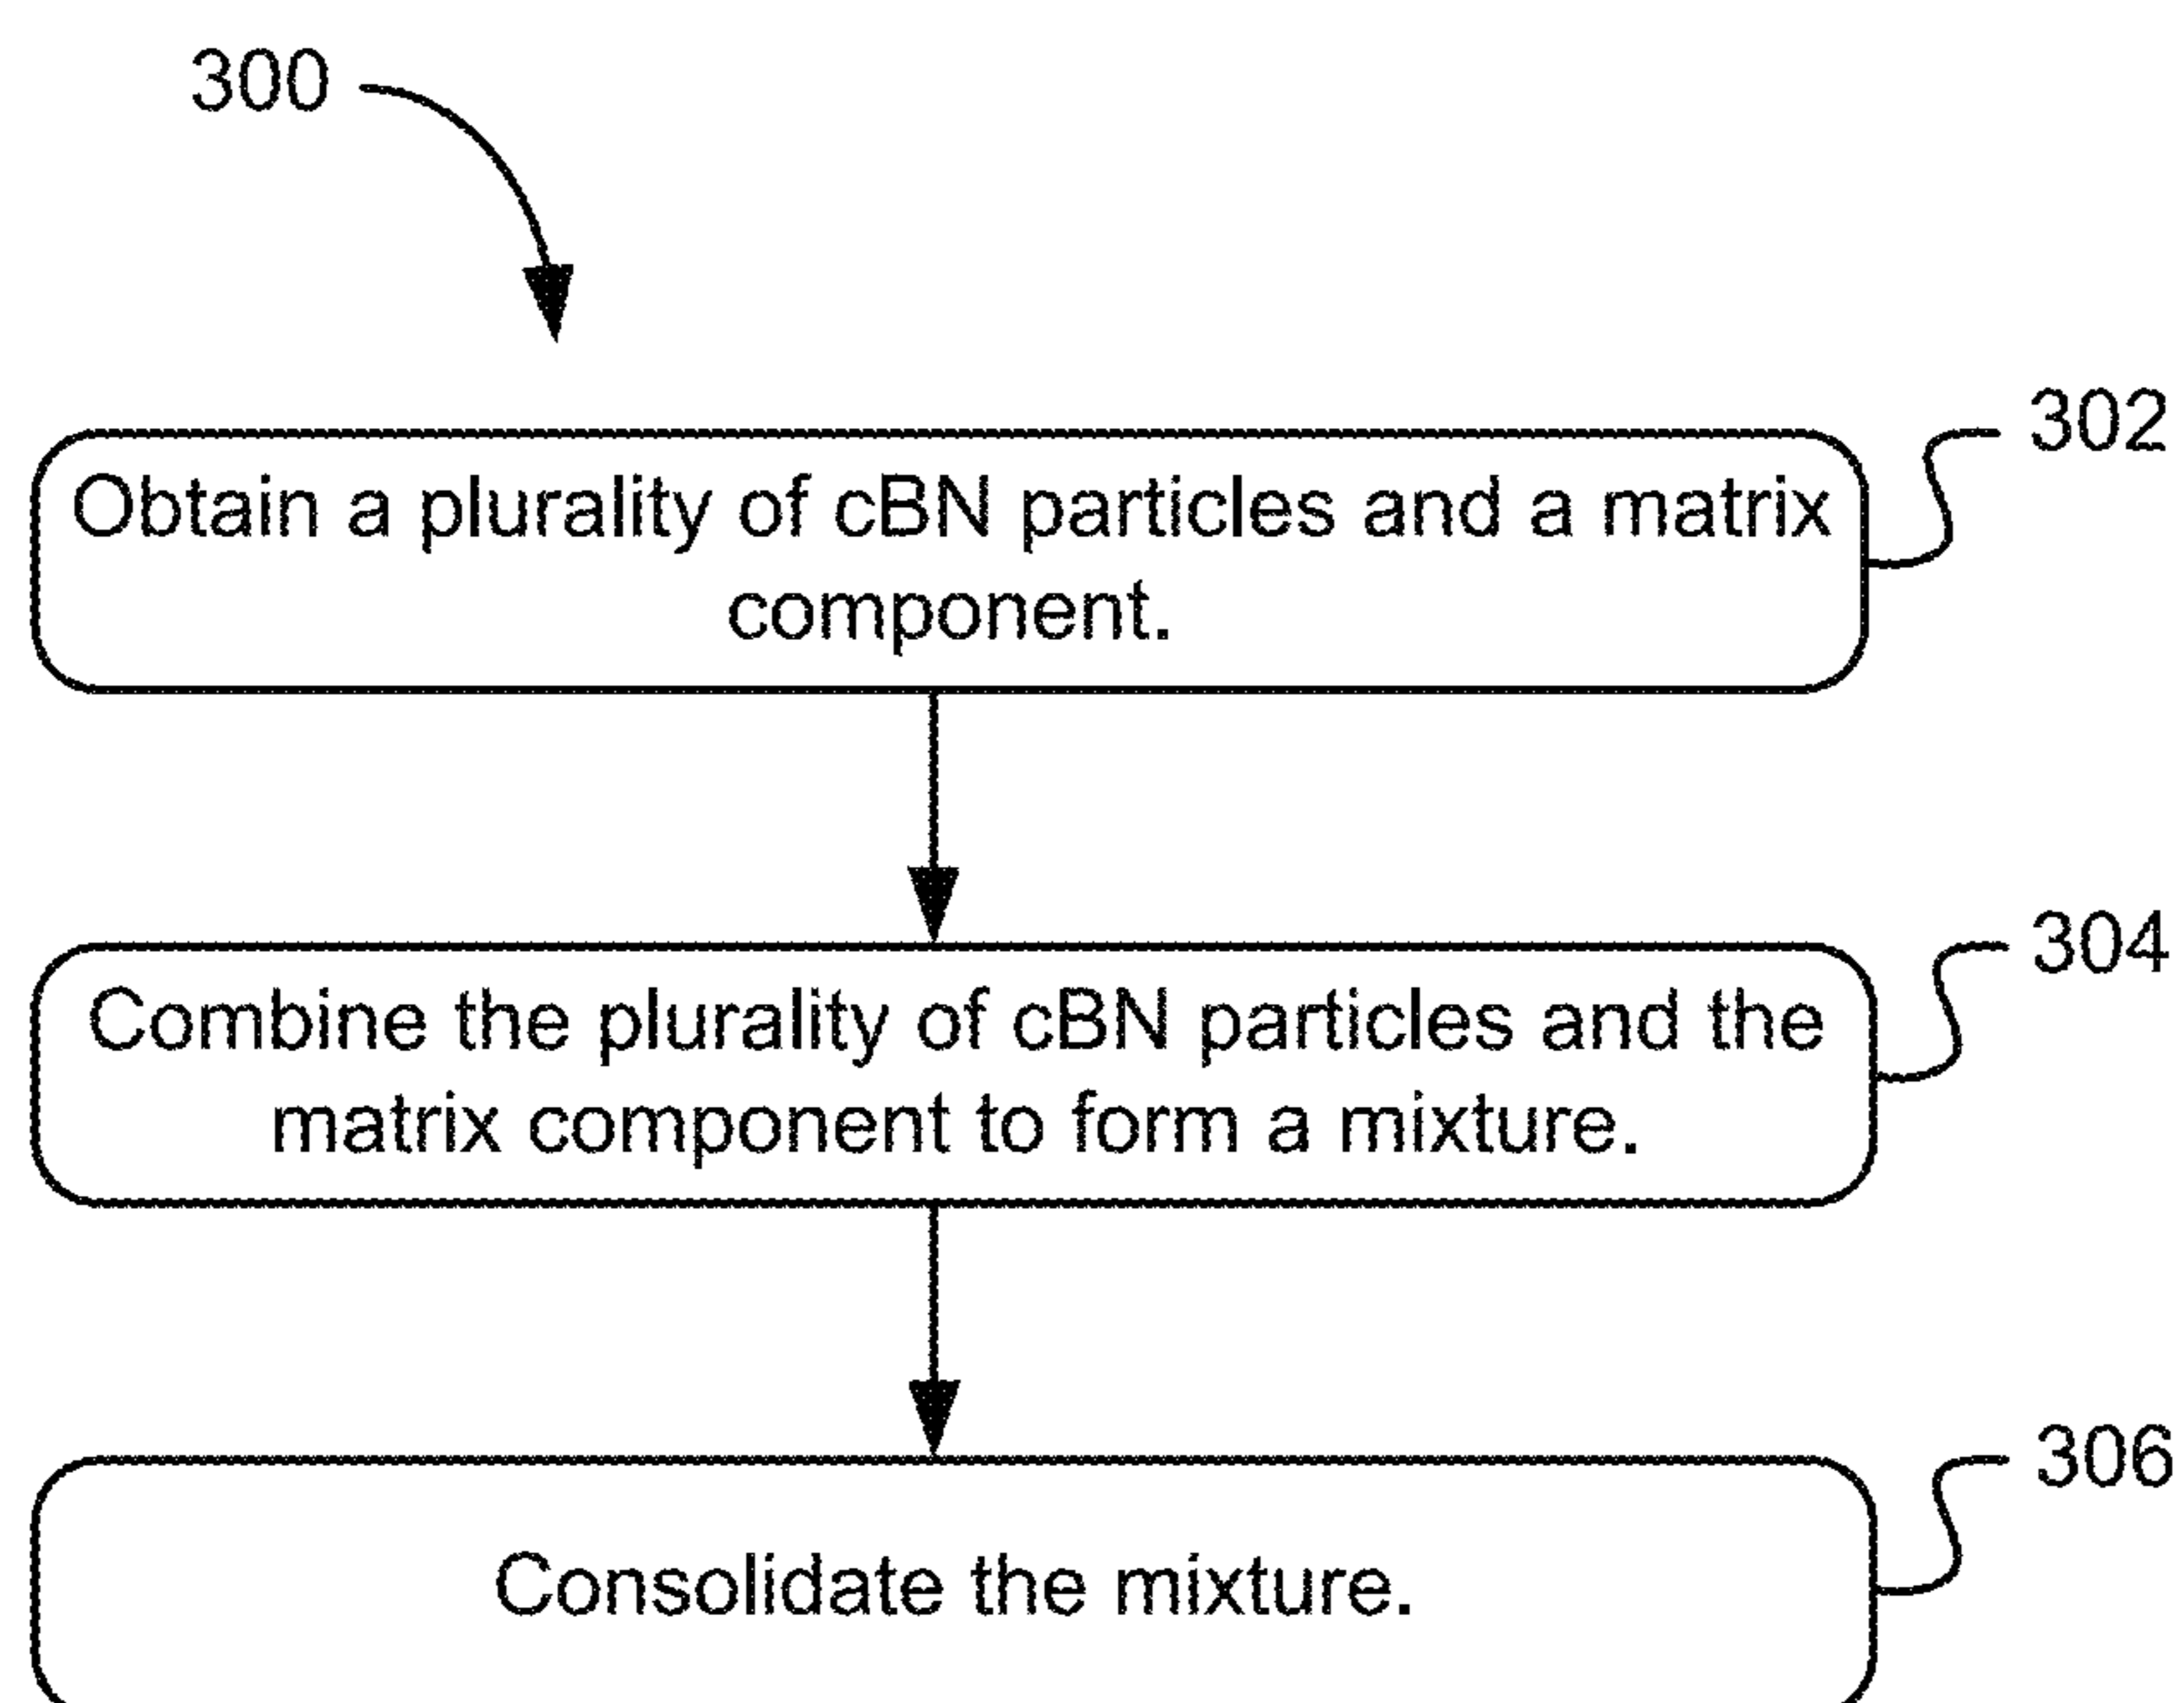 300
302
Obtain a plurality of cBN particles and a matrix
component.
304
Combine the plurality of cBN particles and the
matrix component to form a mixture.
306
Consolidate the mixture.